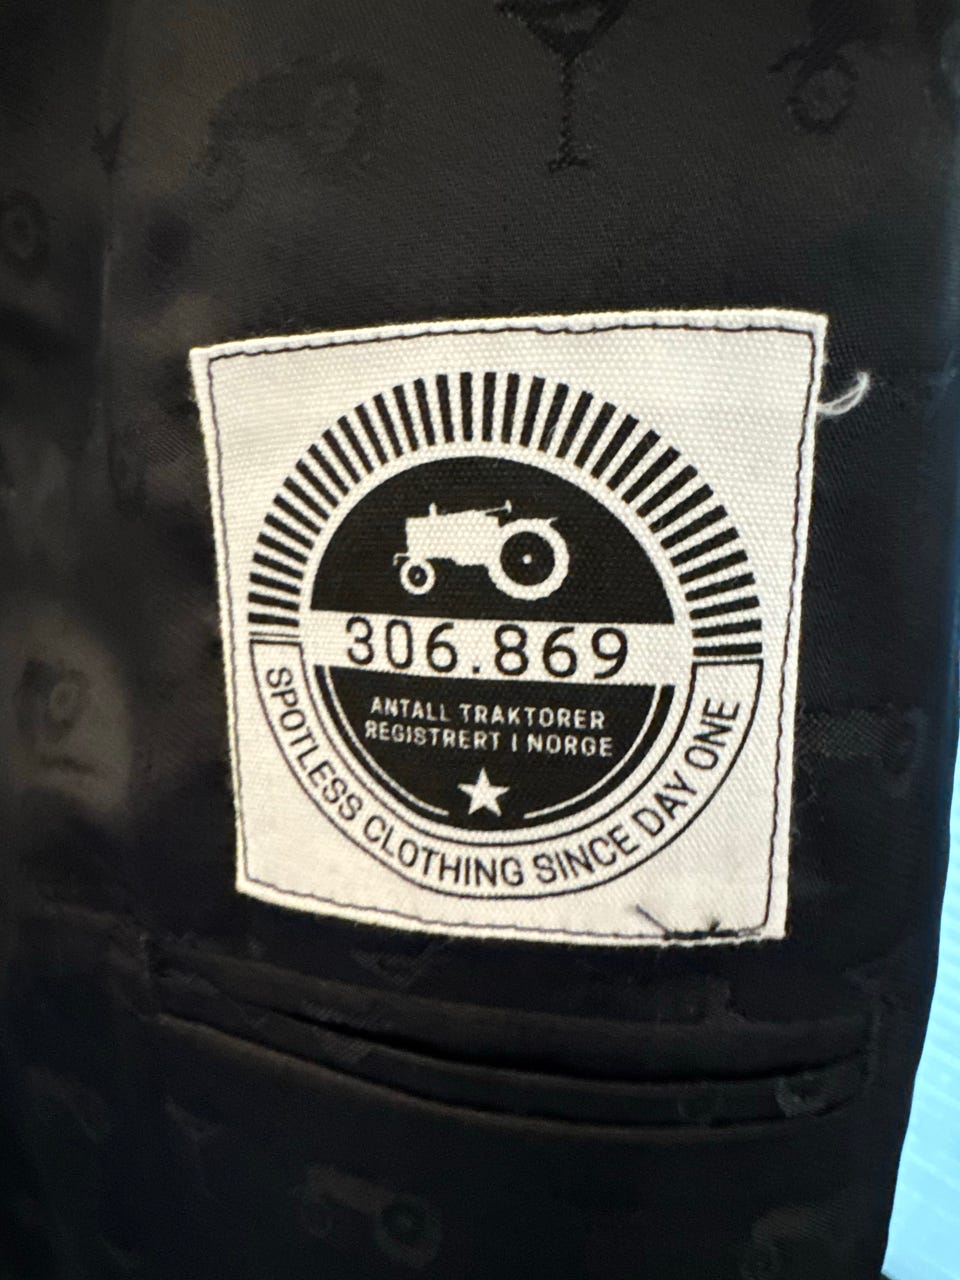 306.869
ANTALL TRAKTORER
REGISTRERT I NORGE
SPOTLESS CLOTHING SINCE DAY ONE